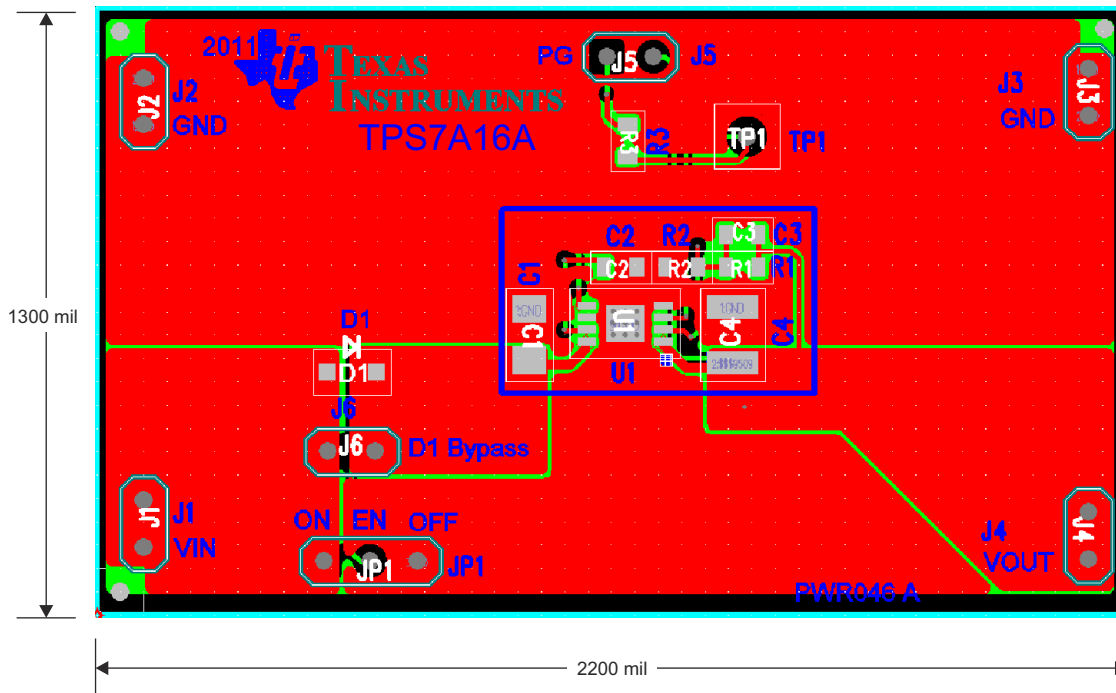 2011
TEXAS
INSTRUMENTS
TPS7A16A
PG
J5
J5
J2
J2
GND
J3
J3
GND
R3
R3
TP1
TP1
C2
R2
C3
C3
C2
R2
R1
R1
C1
GND
C1
U1
U1
GND
C4
C4
1300 mil
D1
D1
J6
J6
D1 Bypass
J1
J1
VIN
ON
EN
OFF
JP1
JP1
J4
J4
VOUT
PWR046 A
2200 mil